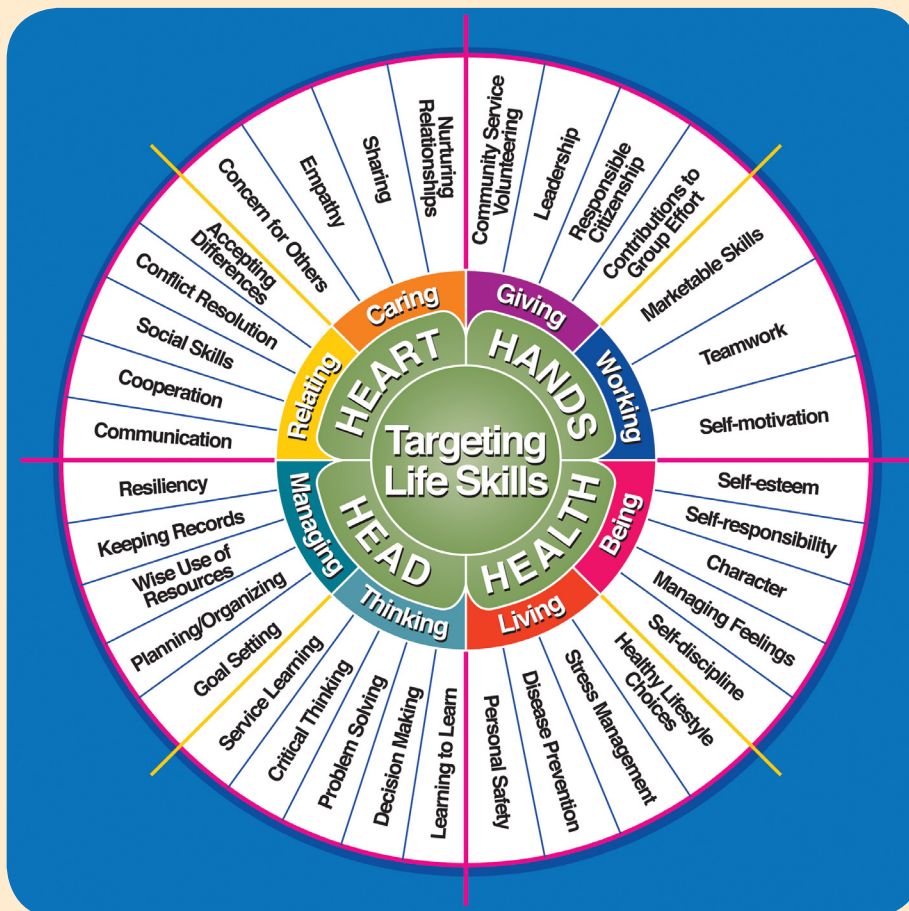 Targeting
Life Skills
HEART
HANDS
HEALTH
HEAD
Caring
Giving
Working
Being
Living
Thinking
Managing
Relating
Nurturing
Relationships
Sharing
Empathy
Concern for Others
Accepting
Differences
Conflict Resolution
Social Skills
Cooperation
Communication
Community Service
Volunteering
Leadership
Responsible
Citizenship
Contributions to
Group Effort
Marketable Skills
Teamwork
Self-motivation
Self-esteem
Self-responsibility
Character
Managing Feelings
Self-discipline
Healthy Lifestyle
Choices
Stress Management
Disease Prevention
Personal Safety
Learning to Learn
Decision Making
Problem Solving
Critical Thinking
Service Learning
Goal Setting
Planning/Organizing
Wise Use of
Resources
Keeping Records
Resiliency